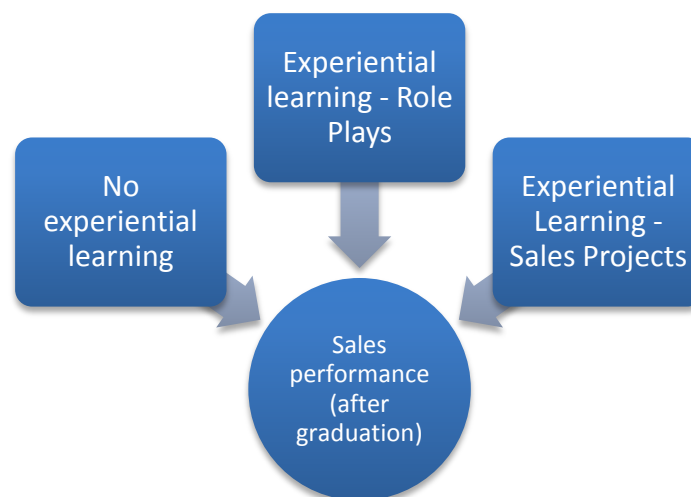 No
experiential
learning
Experiential
learning - Role
Plays
Experiential
Learning -
Sales Projects
Sales
performance
(after
graduation)